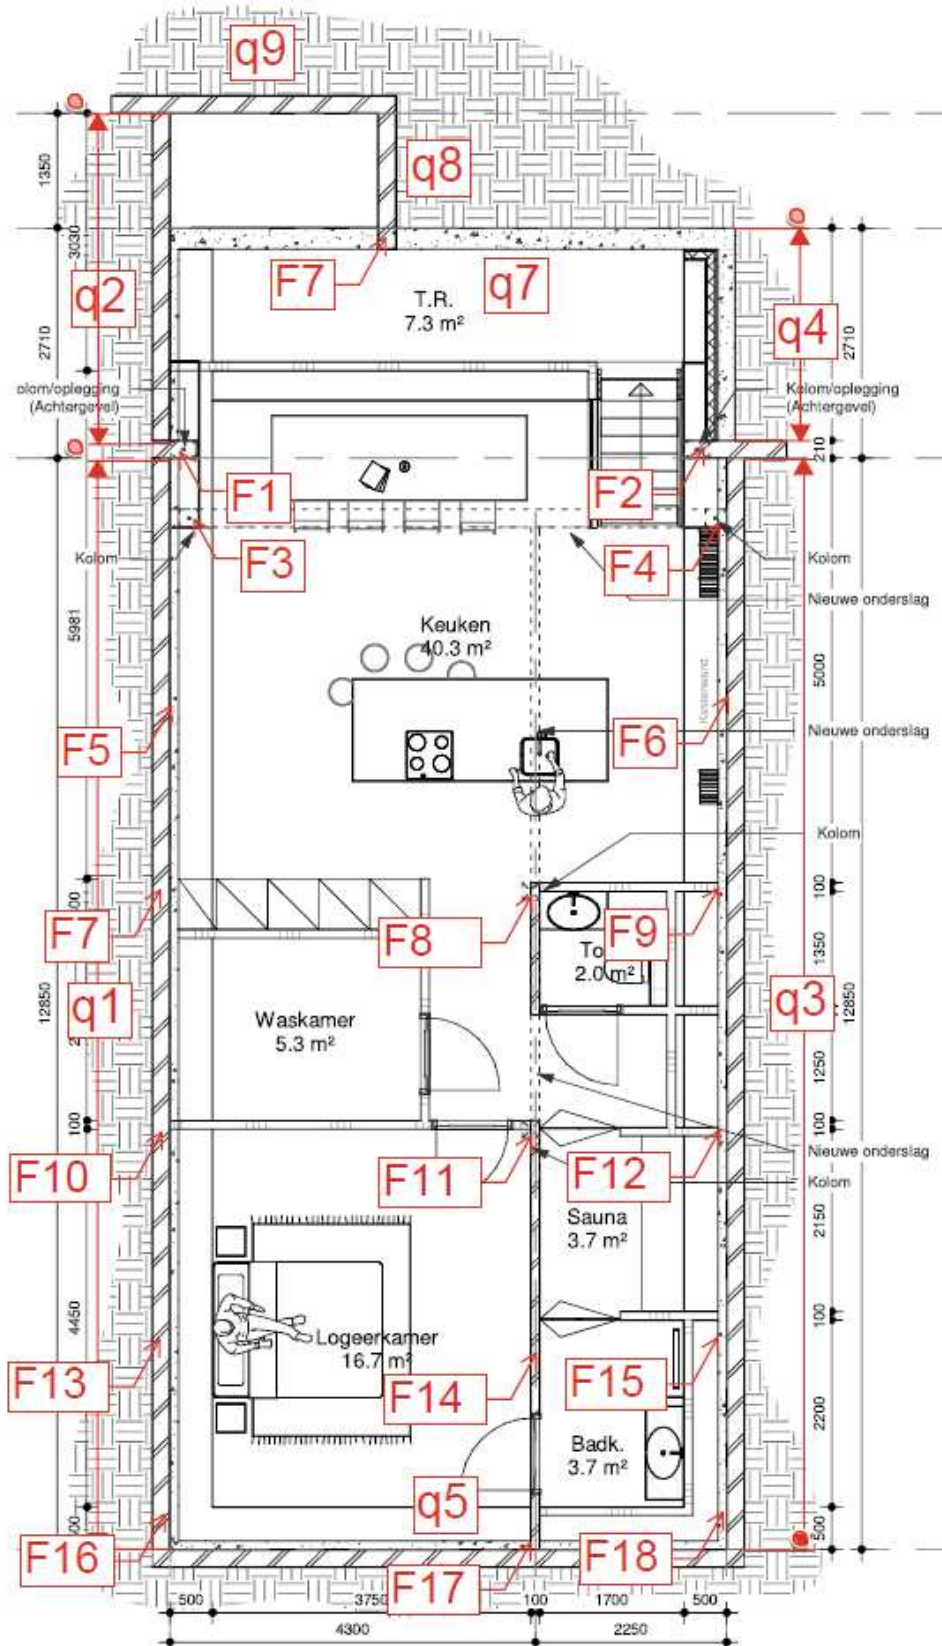 q9
1350
q8
3030
q2
F7
q7
T.R.
7.3 m²
q4
2710
2710
olom/oplegging
(Achtergevel)
Kolom/oplegging
(Achtergevel)
210
F1
F2
Kolom
F3
F4
Kolom
Nieuwe onderslag
5981
Keuken
40.3 m²
5000
Kastenwand
F5
F6
Nieuwe onderslag
Kolom
100
F7
F8
F9
To
2.0 m²
1350
12850
q1
q3
12850
Waskamer
5.3 m²
1250
100
100
F10
F11
F12
Nieuwe onderslag
Kolom
Sauna
3.7 m²
2150
4450
100
Logeerkamer
16.7 m²
F13
F14
F15
2200
Badk.
3.7 m²
q5
500
F16
F17
F18
500
3750
100
1700
500
4300
2250